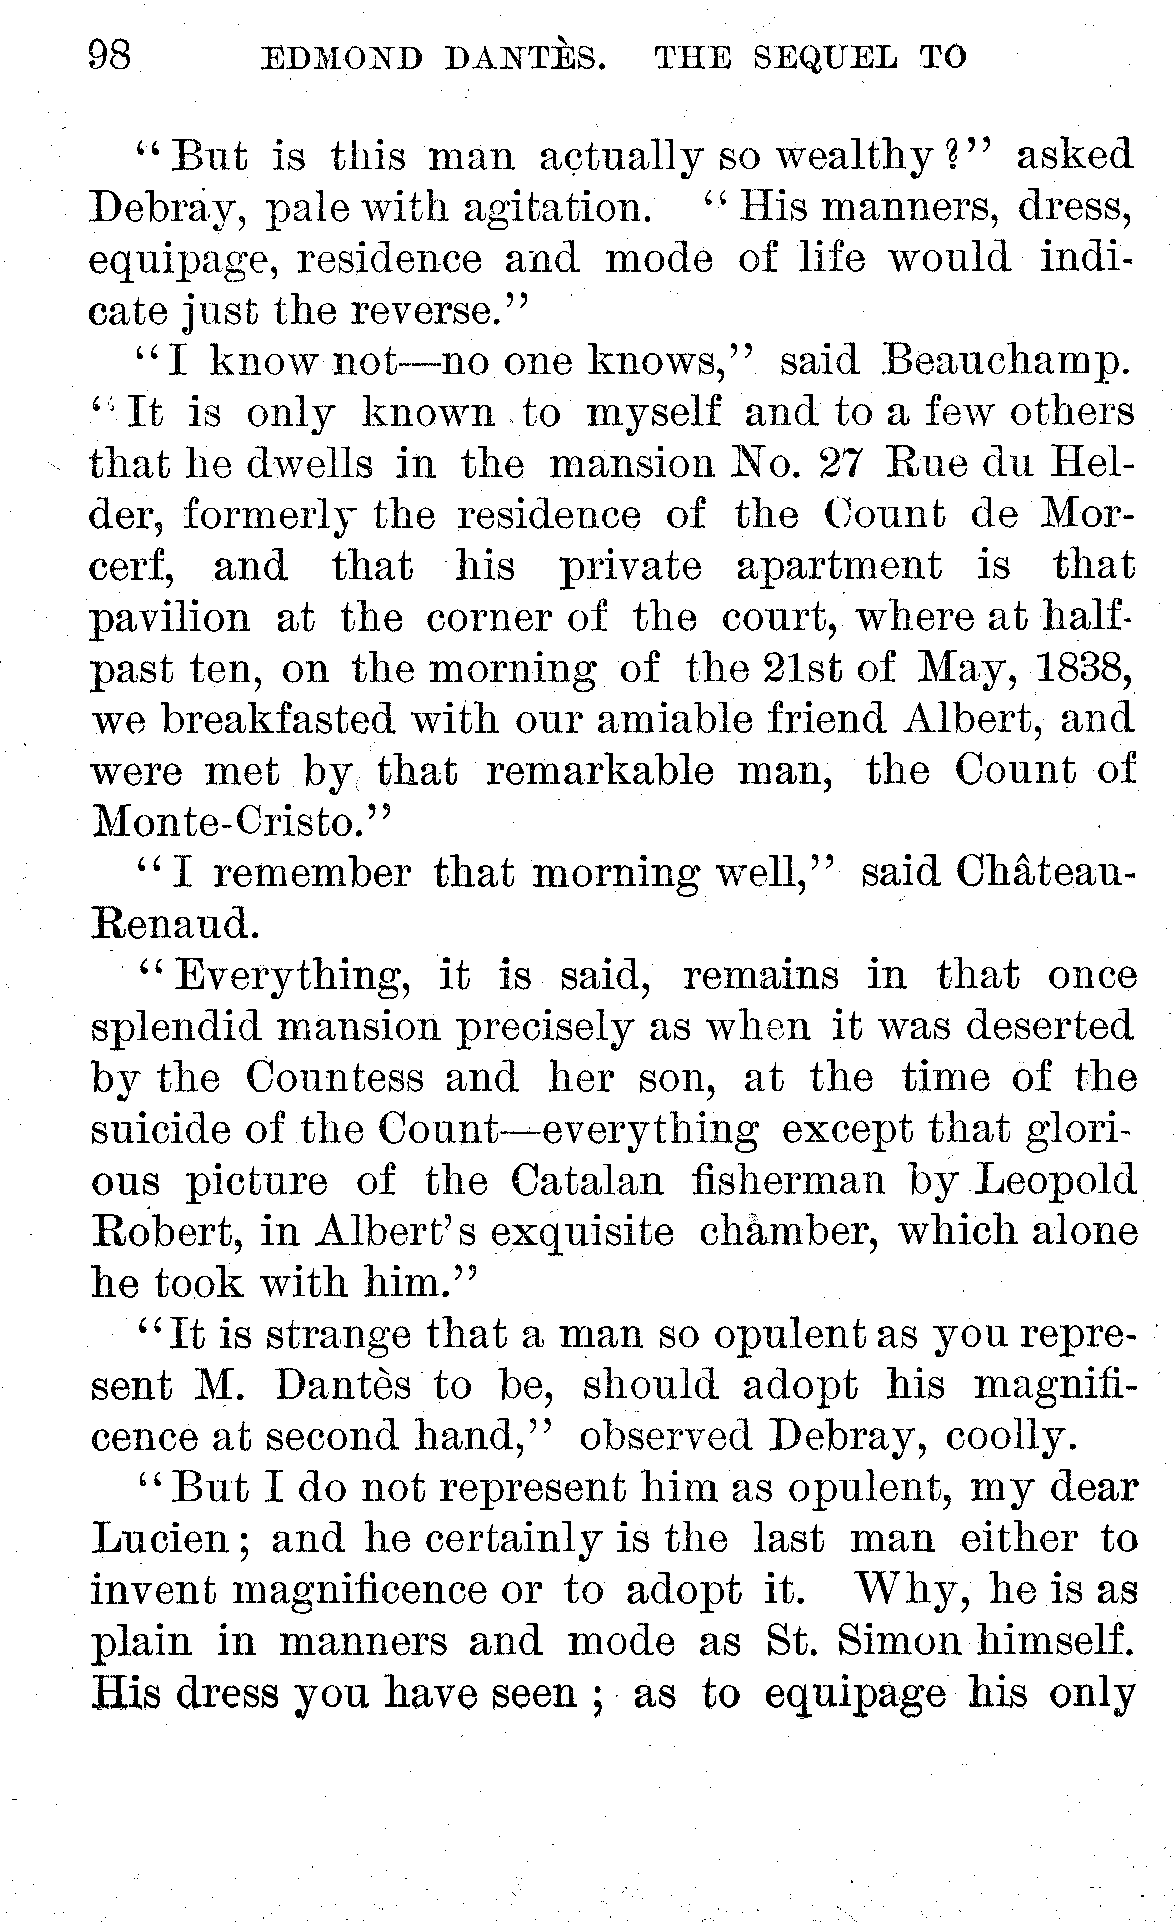 98 EDMOND DANTÈS. THE SEQUEL TO
"But is this man actually so wealthy?" asked
Debray, pale with agitation. "His manners, dress,
equipage, residence and mode of life would indi-
cate just the reverse."
"I know not—no one knows," said Beauchamp.
"It is only known to myself and to a few others
that he dwells in the mansion No. 27 Rue du Hel-
der, formerly the residence of the Count de Mor-
cerf, and that his private apartment is that
pavilion at the corner of the court, where at half-
past ten, on the morning of the 21st of May, 1838,
we breakfasted with our amiable friend Albert, and
were met by that remarkable man, the Count of
Monte-Cristo."
"I remember that morning well," said Château-
Renaud.
"Everything, it is said, remains in that once
splendid mansion precisely as when it was deserted
by the Countess and her son, at the time of the
suicide of the Count—everything except that glori-
ous picture of the Catalan fisherman by Leopold
Robert, in Albert's exquisite chamber, which alone
he took with him."
"It is strange that a man so opulent as you repre-
sent M. Dantès to be, should adopt his magnifi-
cence at second hand," observed Debray, coolly.
"But I do not represent him as opulent, my dear
Lucien; and he certainly is the last man either to
invent magnificence or to adopt it. Why, he is as
plain in manners and mode as St. Simon himself.
His dress you have seen; as to equipage his only